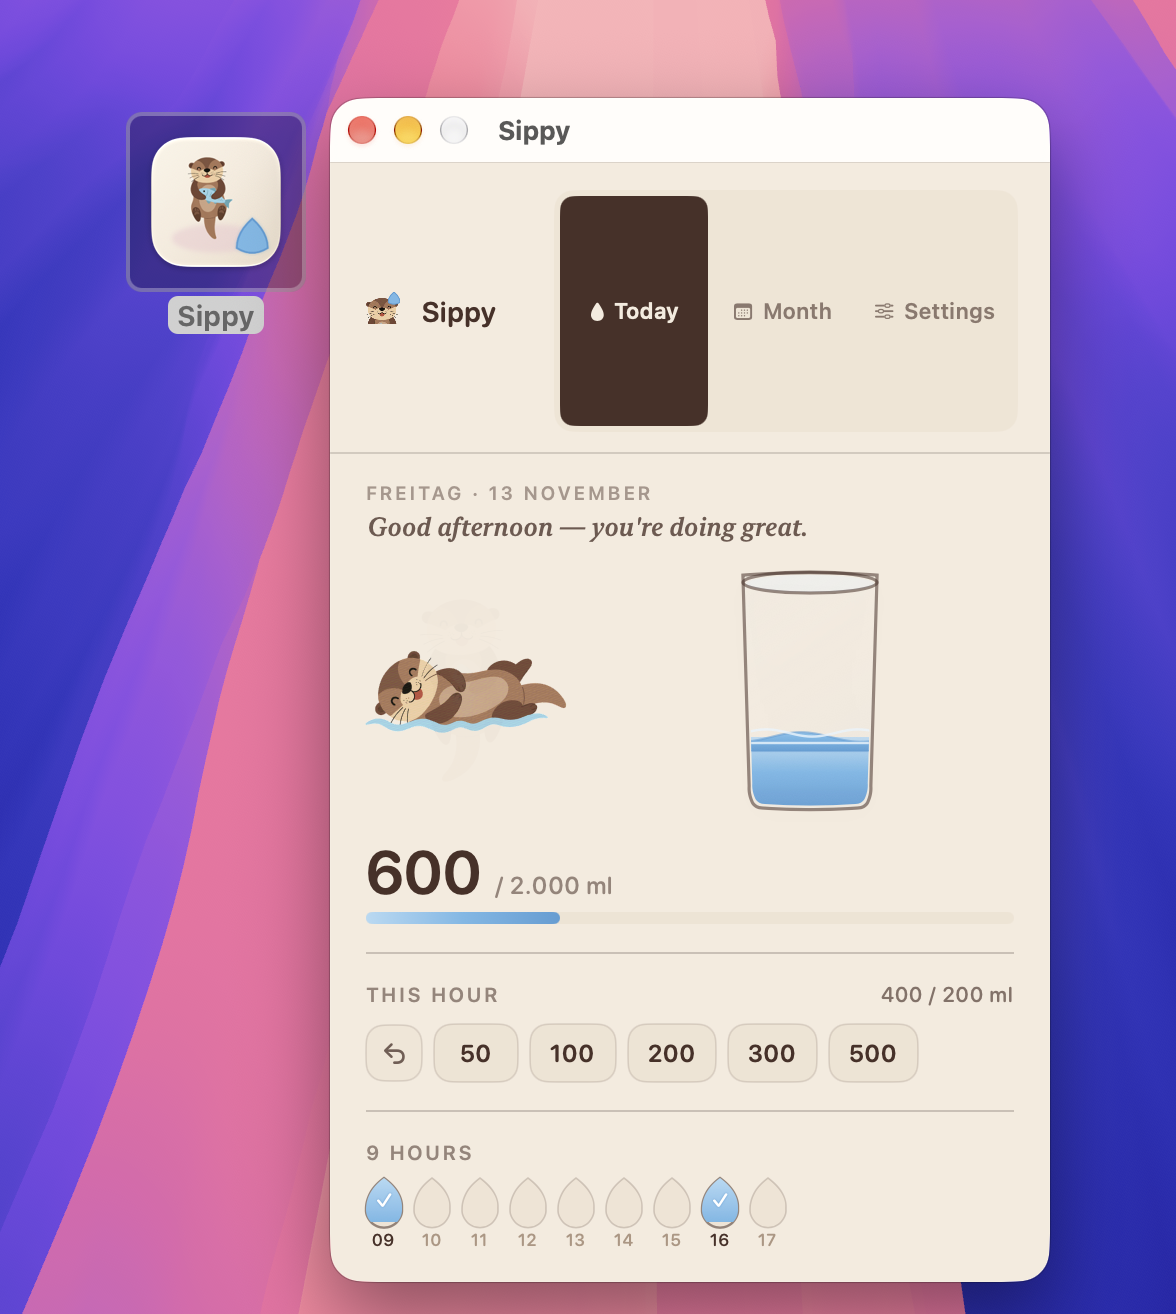 Sippy
Sippy
Sippy
Today
Month
Settings
FREITAG · 13 NOVEMBER
Good afternoon — you're doing great.
600 / 2.000 ml
THIS HOUR
400 / 200 ml
50 100 200 300 500
9 HOURS
09 10 11 12 13 14 15 16 17